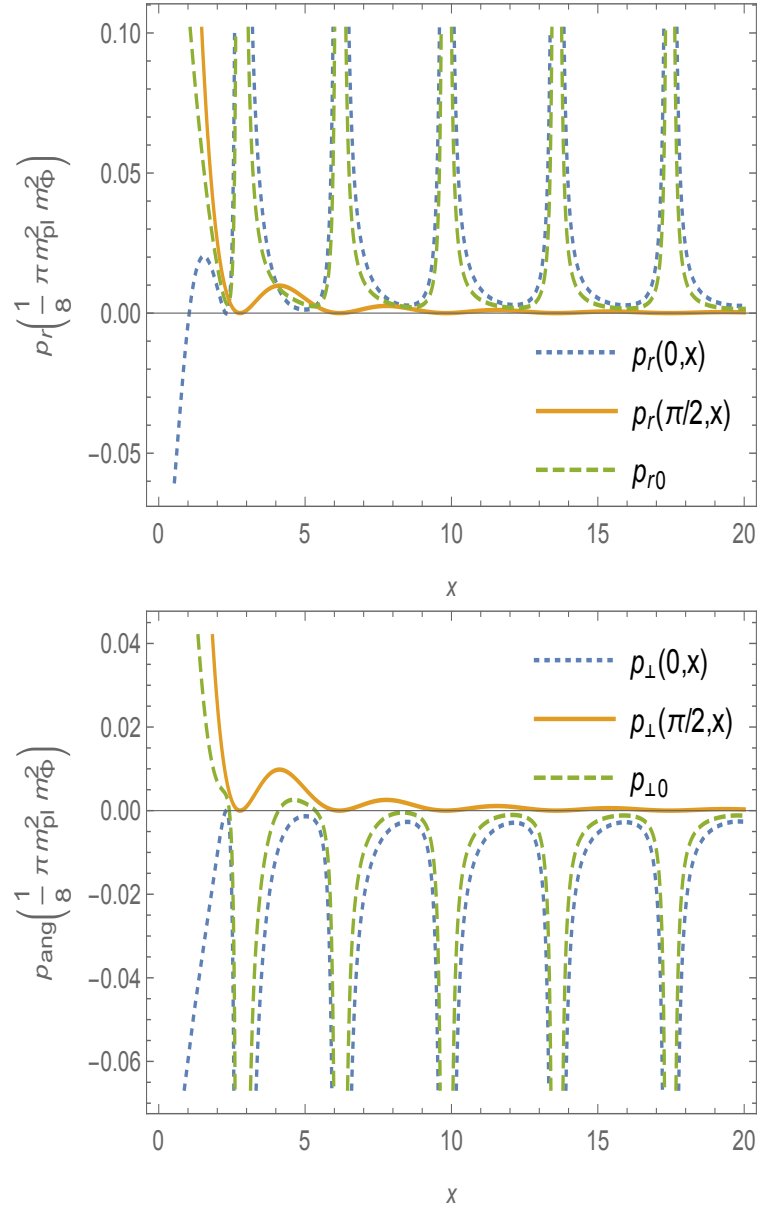 0.10
0.05
0.00
−0.05
p_r(1/8 π m_pl^2 m_Φ^2)
p_r(0,x)
p_r(π/2,x)
p_r0
0 5 10 15 20
x
0.04
0.02
0.00
−0.02
−0.04
−0.06
p_ang(1/8 π m_pl^2 m_Φ^2)
p_⊥(0,x)
p_⊥(π/2,x)
p_⊥0
0 5 10 15 20
x